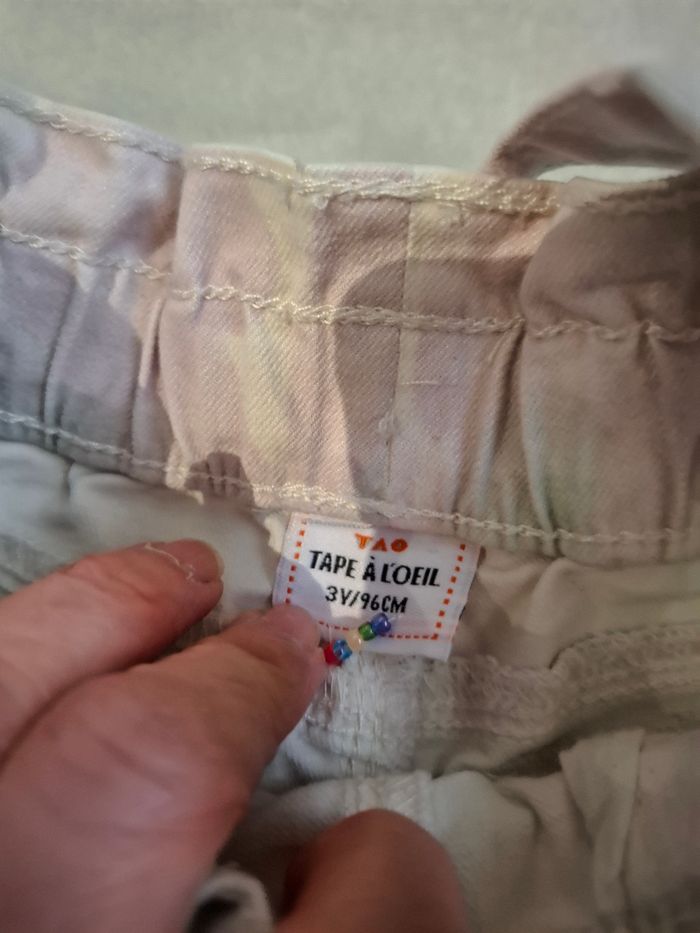 TAO
TAPE À L'OEIL
3Y/96CM